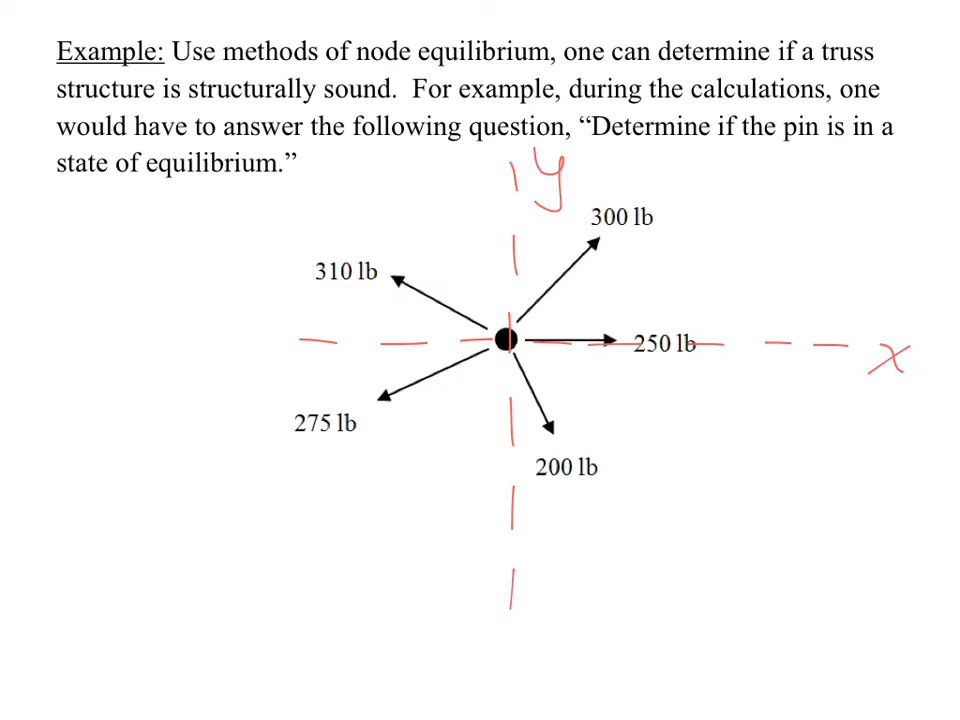 Example: Use methods of node equilibrium, one can determine if a truss
structure is structurally sound.  For example, during the calculations, one
would have to answer the following question, “Determine if the pin is in a
state of equilibrium.”
y
300 lb
310 lb
250 lb
x
275 lb
200 lb